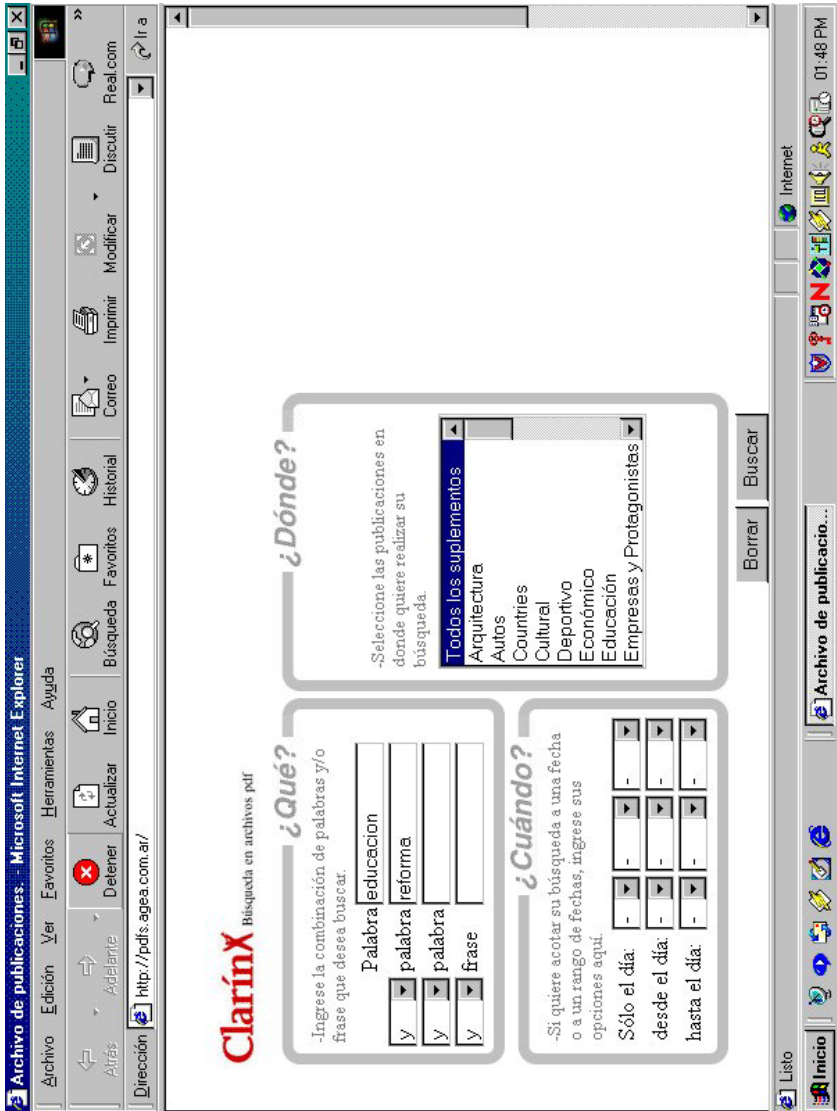 Archivo de publicaciones. - Microsoft Internet Explorer
Archivo Edición Ver Favoritos Herramientas Ayuda
Atrás Adelante Detener Actualizar Inicio Búsqueda Favoritos Historial Correo Imprimir Modificar Discutir Real.com
Dirección http://pdfs.agea.com.ar/ Ir a
ClarínX Búsqueda en archivos pdf
¿Qué?
-Ingrese la combinación de palabras y/o
frase que desea buscar.
Palabra educacion
y palabra reforma
y palabra
y frase
¿Cuándo?
-Si quiere acotar su búsqueda a una fecha
o a un rango de fechas, ingrese sus
opciones aquí.
Sólo el día: - - -
desde el día: - - -
hasta el día: - - -
¿Dónde?
-Seleccione las publicaciones en
donde quiere realizar su
búsqueda.
Todos los suplementos
Arquitectura
Autos
Countries
Cultural
Deportivo
Económico
Educación
Empresas y Protagonistas
Borrar Buscar
Listo Internet
Inicio Archivo de publicacio... 01:48 PM